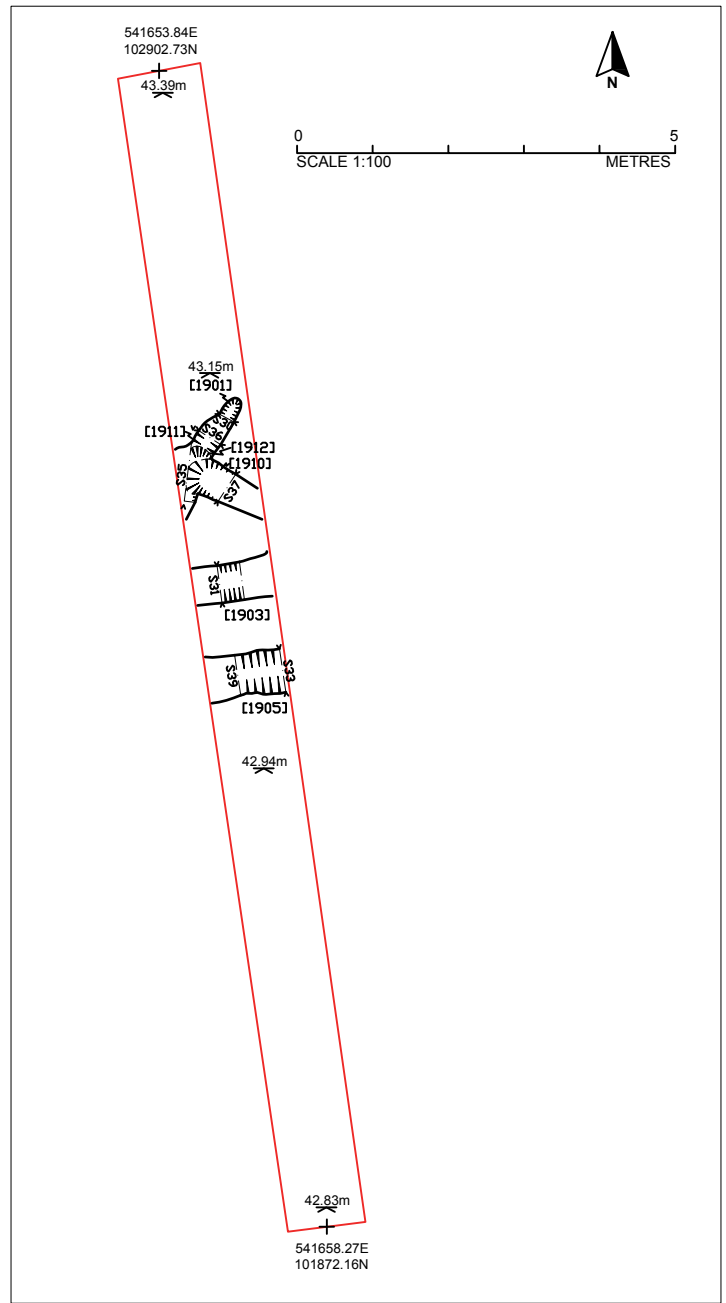 541653.84E
102902.73N
43.39m
N
0 5
SCALE 1:100 METRES
43.15m
[1901]
[1911]
S36
[1912]
[1910]
S35
S37
S31
[1903]
S39
S33
[1905]
42.94m
42.83m
541658.27E
101872.16N